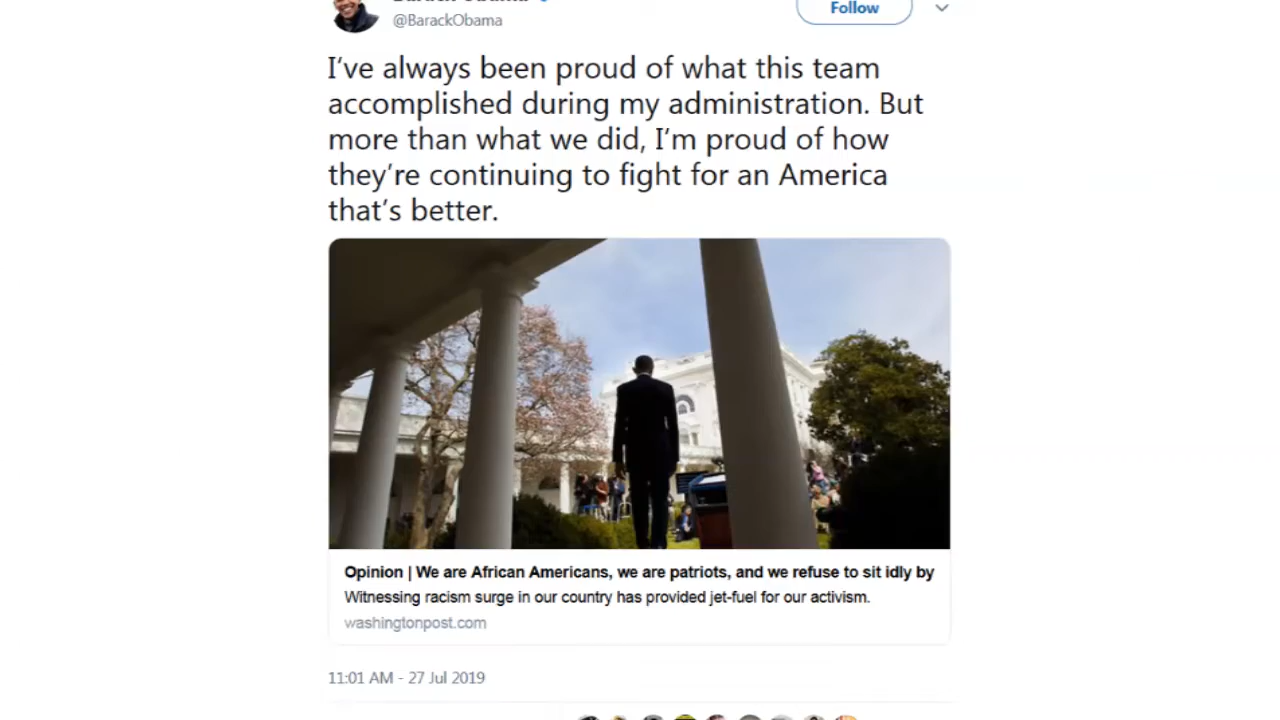 @BarackObama
Follow
I've always been proud of what this team
accomplished during my administration. But
more than what we did, I'm proud of how
they're continuing to fight for an America
that's better.
Opinion | We are African Americans, we are patriots, and we refuse to sit idly by
Witnessing racism surge in our country has provided jet-fuel for our activism.
washingtonpost.com
11:01 AM - 27 Jul 2019